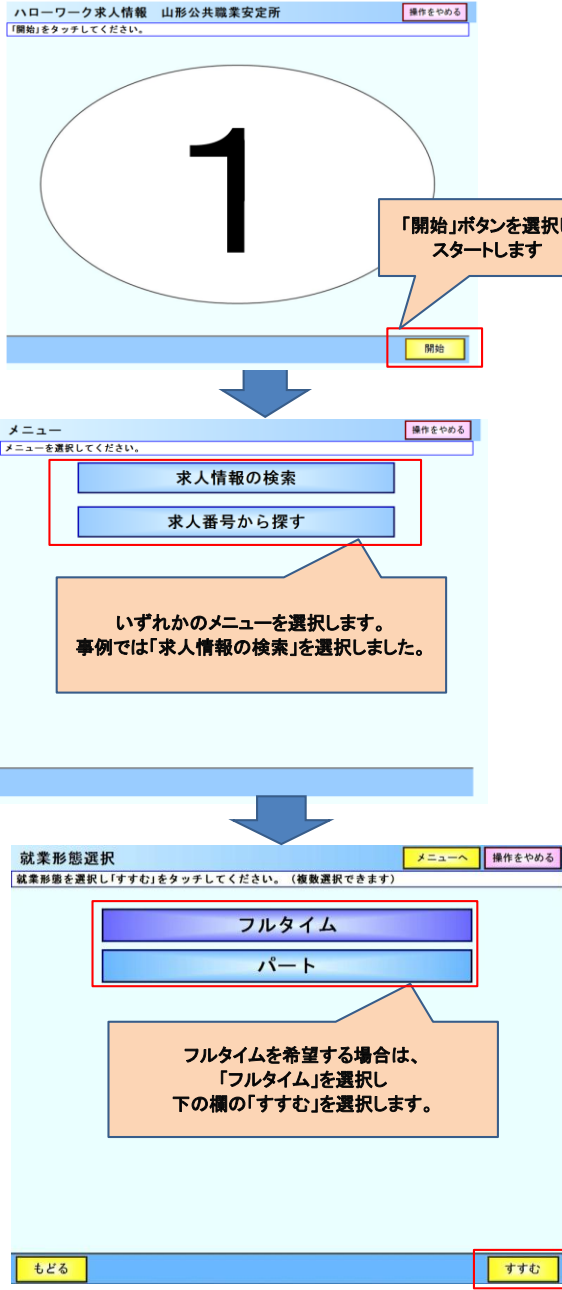 ハローワーク求人情報　山形公共職業安定所
操作をやめる
「開始」をタッチしてください。
1
「開始」ボタンを選択し
スタートします
開始
メニュー
操作をやめる
メニューを選択してください。
求人情報の検索
求人番号から探す
いずれかのメニューを選択します。
事例では「求人情報の検索」を選択しました。
就業形態選択
メニューへ
操作をやめる
就業形態を選択し「すすむ」をタッチしてください。（複数選択できます）
フルタイム
パート
フルタイムを希望する場合は、
「フルタイム」を選択し
下の欄の「すすむ」を選択します。
もどる
すすむ